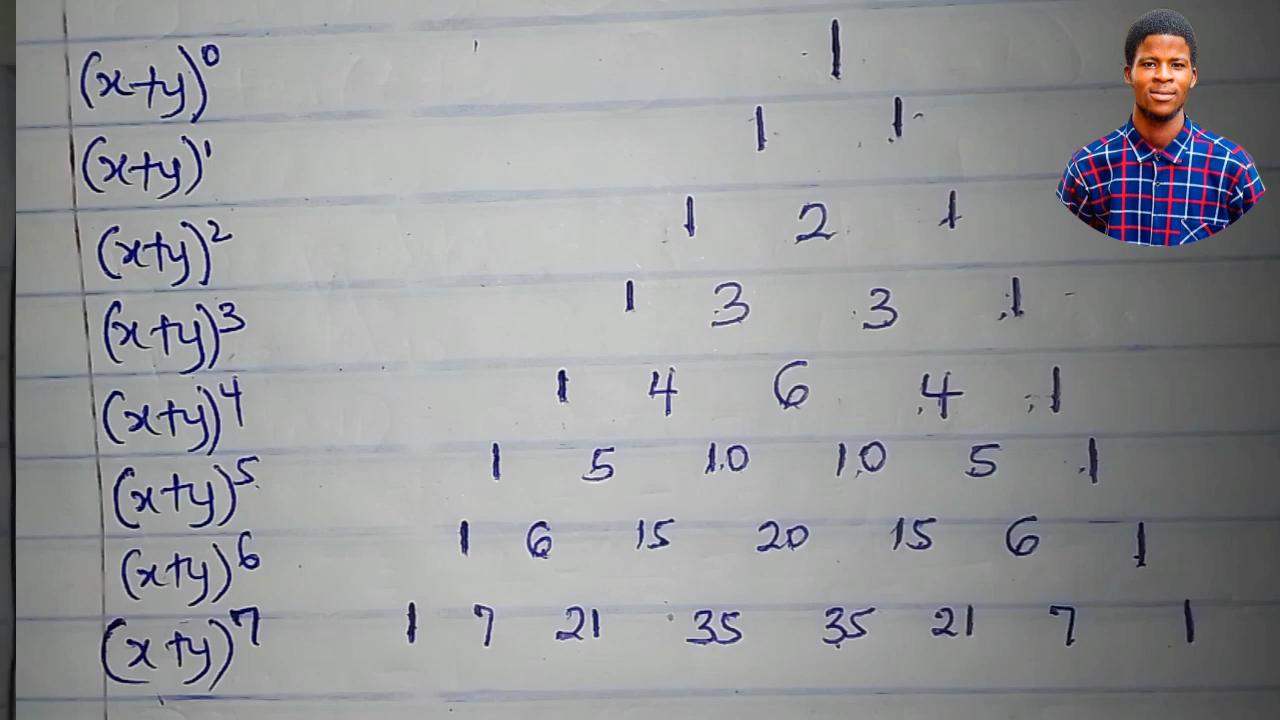 (x+y)⁰ 1
(x+y)¹ 1 1
(x+y)² 1 2 1
(x+y)³ 1 3 3 1
(x+y)⁴ 1 4 6 4 1
(x+y)⁵ 1 5 10 10 5 1
(x+y)⁶ 1 6 15 20 15 6 1
(x+y)⁷ 1 7 21 35 35 21 7 1